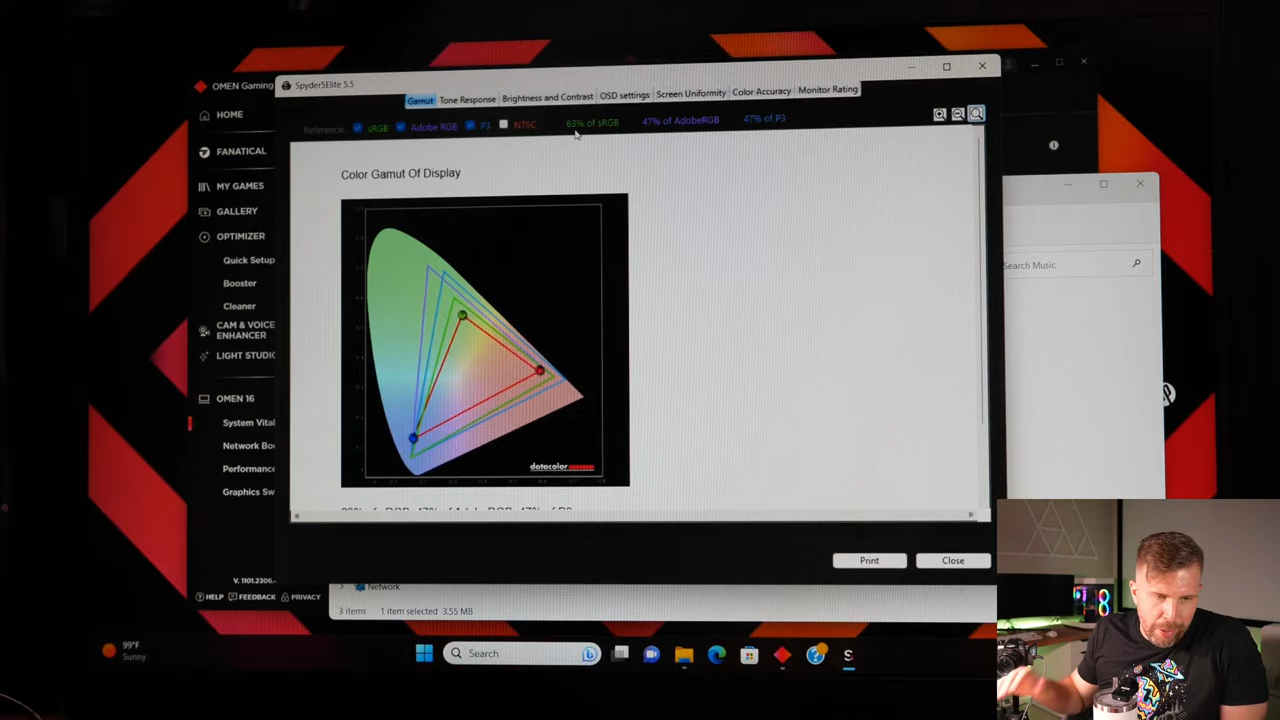 Spyder5Elite 5.5
OMEN Gaming
Gamut Tone Response Brightness and Contrast OSD settings Screen Uniformity Color Accuracy Monitor Rating
HOME
Reference: sRGB Adobe RGB P3 NTSC 63% of sRGB 47% of AdobeRGB 47% of P3
FANATICAL
Color Gamut Of Display
MY GAMES
GALLERY
OPTIMIZER
Quick Setup
Search Music
Booster
Cleaner
CAM & VOICE
ENHANCER
LIGHT STUDIO
OMEN 16
System Vital
Network Boo
datacolor
Performance
Graphics Sw
Print Close
V. 1101.2306.
Network
HELP FEEDBACK PRIVACY
3 items 1 item selected 3.55 MB
99°F
Sunny
Search